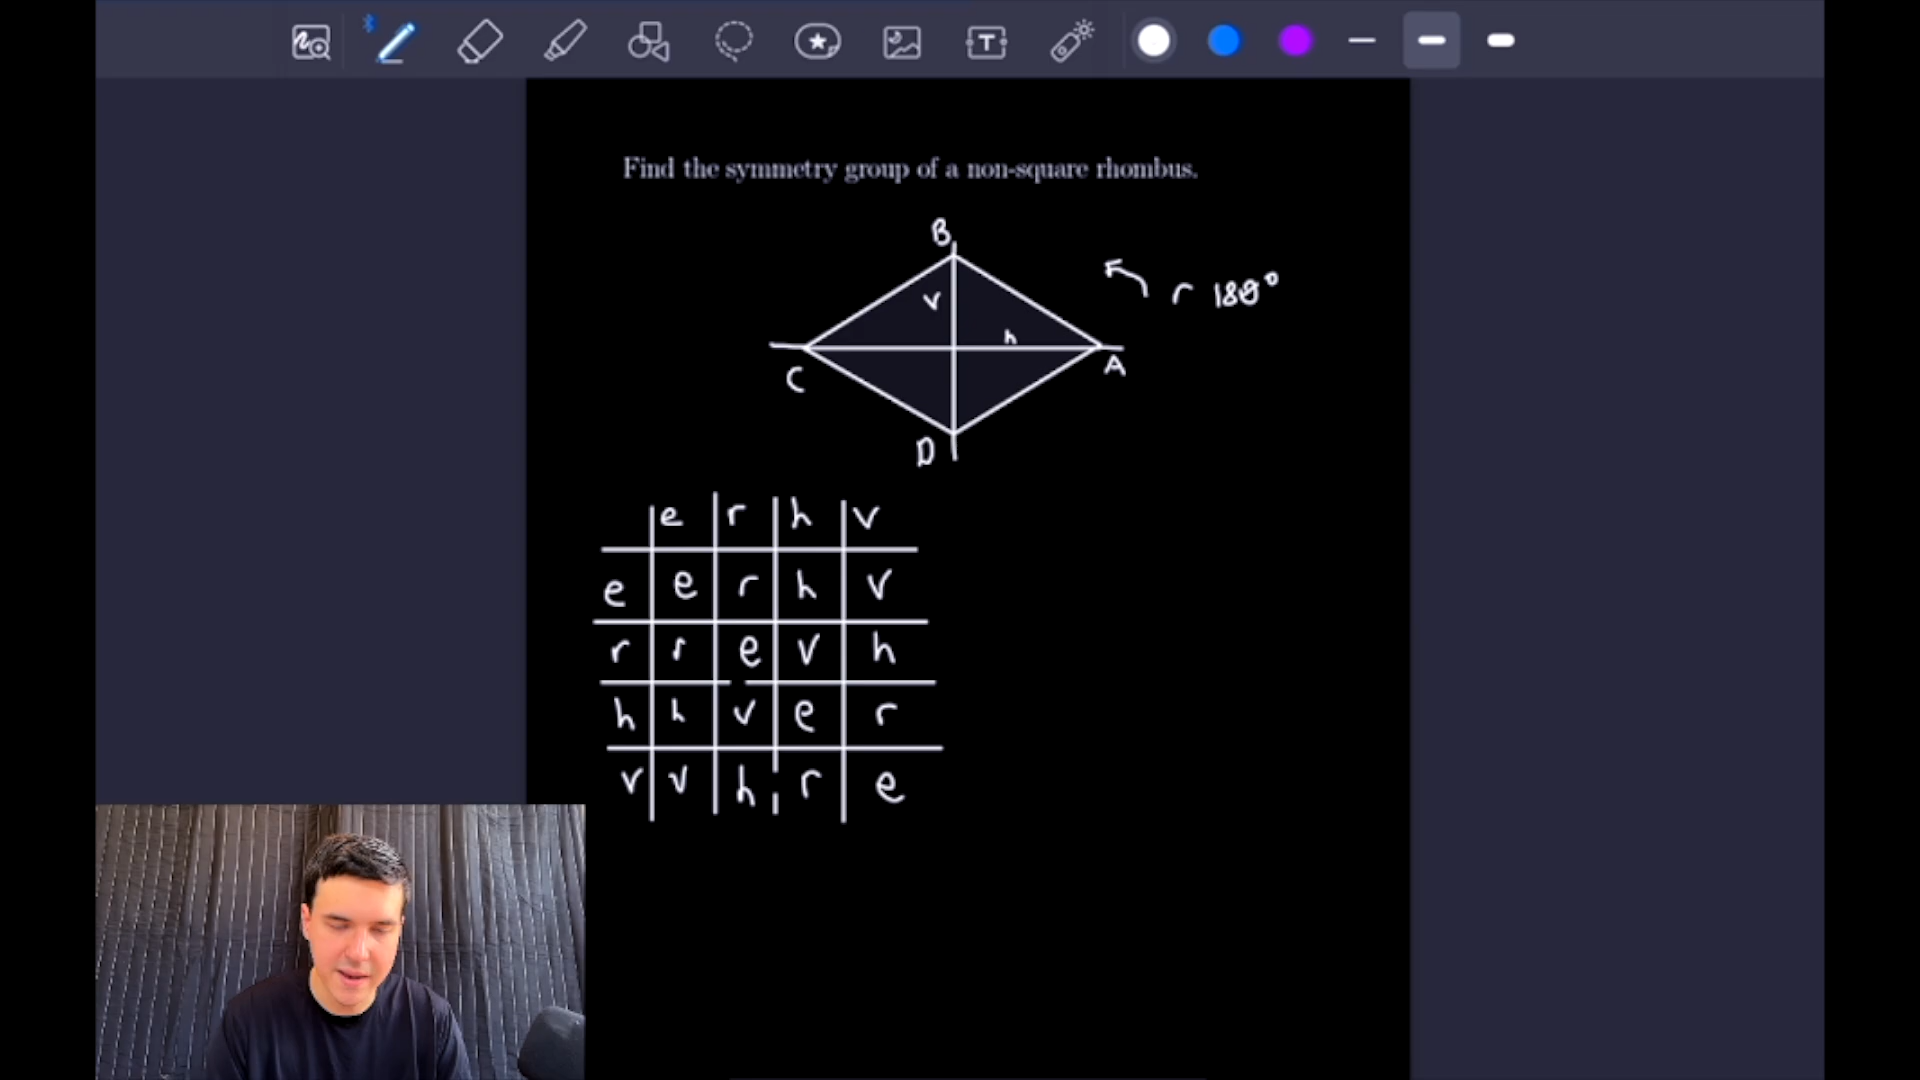 T
Find the symmetry group of a non-square rhombus.
B
r 180°
v
h
C
A
D
e r h v
e e r h v
r r e v h
h h v e r
v v h r e